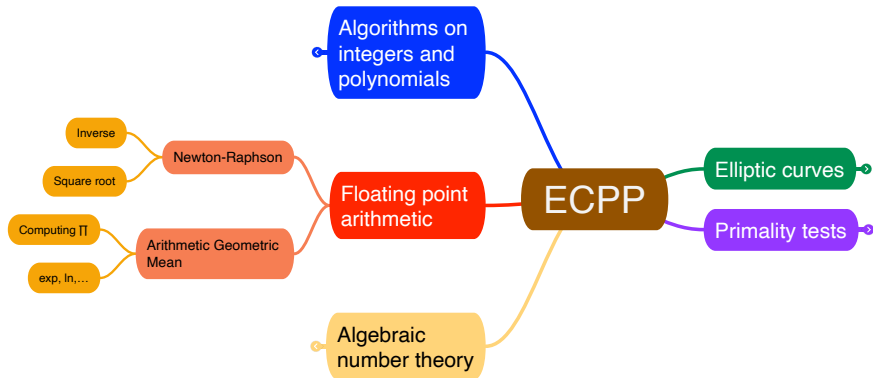 Algorithms on
integers and
polynomials
Inverse
Newton-Raphson
Square root
Floating point
arithmetic
Computing ∏
Arithmetic Geometric
Mean
exp, ln,...
Algebraic
number theory
ECPP
Elliptic curves
Primality tests